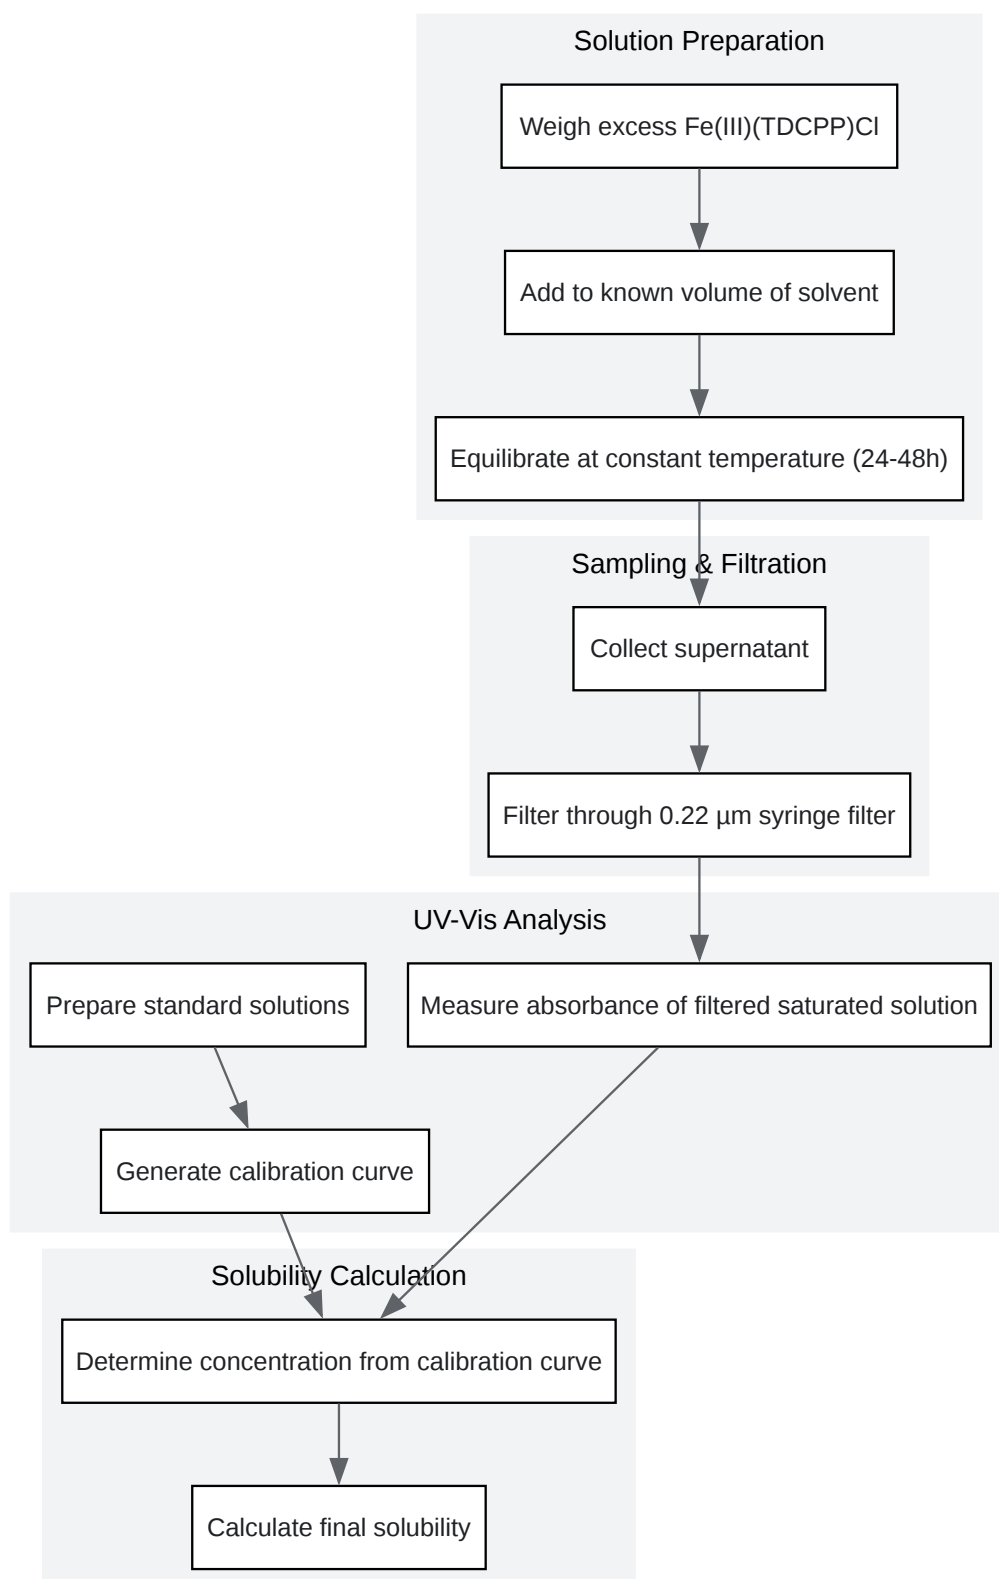 Solution Preparation
Weigh excess Fe(III)(TDCPP)Cl
Add to known volume of solvent
Equilibrate at constant temperature (24-48h)
Sampling & Filtration
Collect supernatant
Filter through 0.22 µm syringe filter
UV-Vis Analysis
Prepare standard solutions
Measure absorbance of filtered saturated solution
Generate calibration curve
Solubility Calculation
Determine concentration from calibration curve
Calculate final solubility